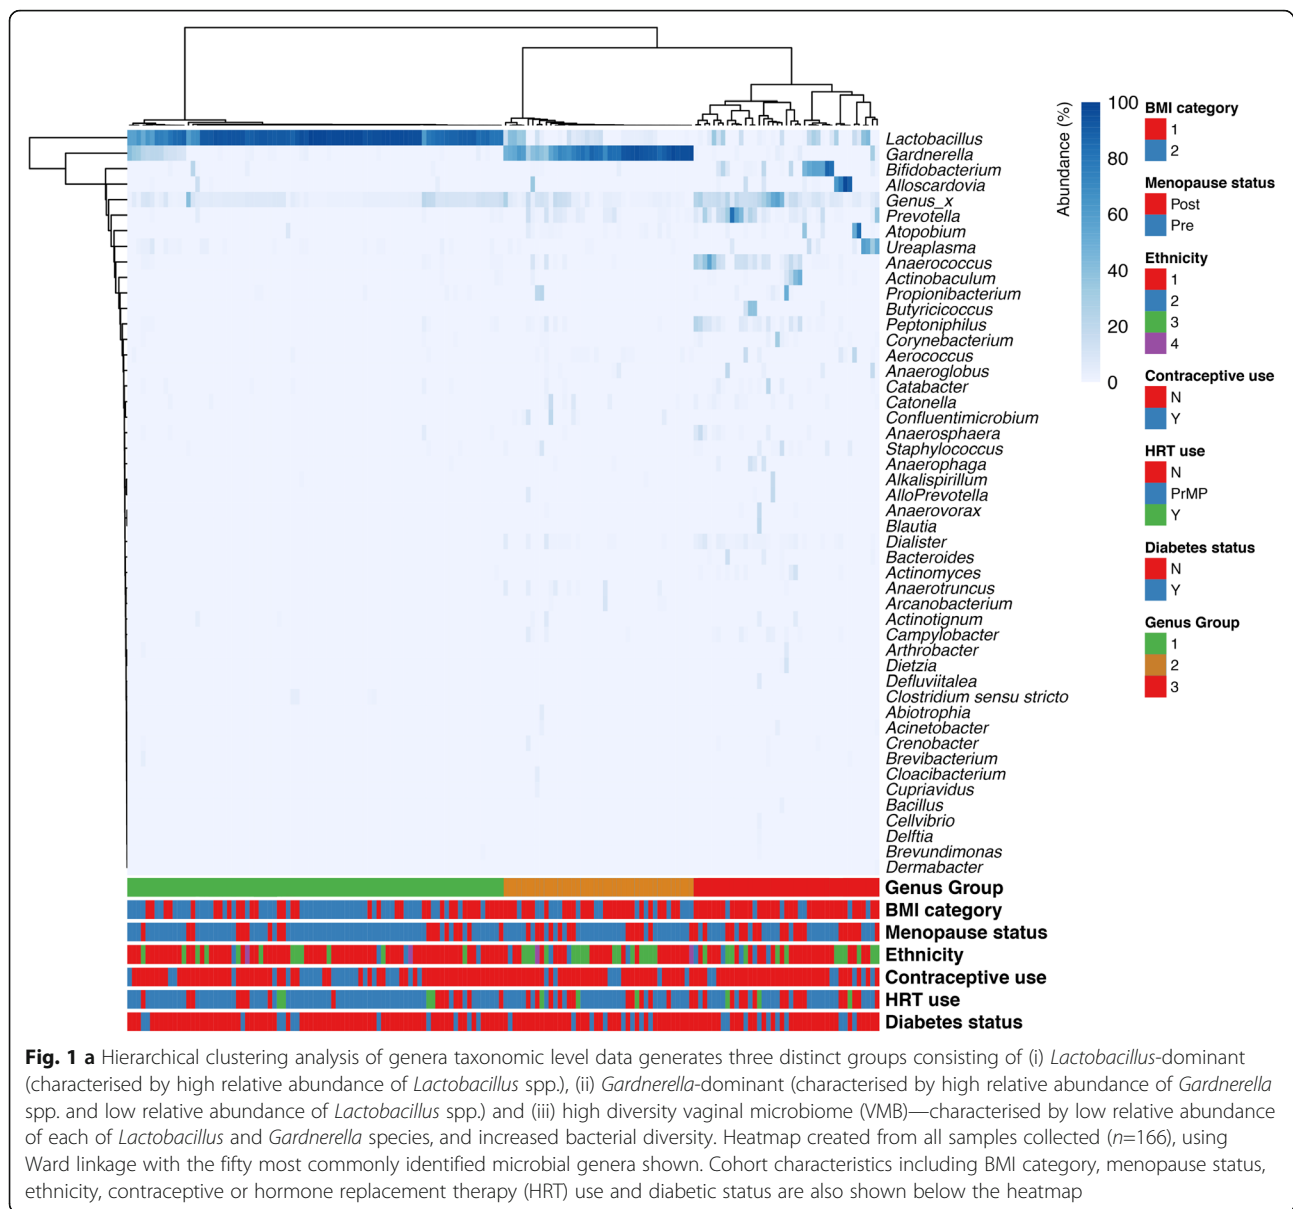 Lactobacillus
Gardnerella
Bifidobacterium
Alloscardovia
Genus_x
Prevotella
Atopobium
Ureaplasma
Anaerococcus
Actinobaculum
Propionibacterium
Butyricicoccus
Peptoniphilus
Corynebacterium
Aerococcus
Anaeroglobus
Catabacter
Catonella
Confluentimicrobium
Anaerosphaera
Staphylococcus
Anaerophaga
Alkalispirillum
AlloPrevotella
Anaerovorax
Blautia
Dialister
Bacteroides
Actinomyces
Anaerotruncus
Arcanobacterium
Actinotignum
Campylobacter
Arthrobacter
Dietzia
Defluviitalea
Clostridium sensu stricto
Abiotrophia
Acinetobacter
Crenobacter
Brevibacterium
Cloacibacterium
Cupriavidus
Bacillus
Cellvibrio
Delftia
Brevundimonas
Dermabacter
Genus Group
BMI category
Menopause status
Ethnicity
Contraceptive use
HRT use
Diabetes status
Abundance (%)
100
80
60
40
20
0
BMI category
1
2
Menopause status
Post
Pre
Ethnicity
1
2
3
4
Contraceptive use
N
Y
HRT use
N
PrMP
Y
Diabetes status
N
Y
Genus Group
1
2
3
Fig. 1 a Hierarchical clustering analysis of genera taxonomic level data generates three distinct groups consisting of (i) Lactobacillus-dominant
(characterised by high relative abundance of Lactobacillus spp.), (ii) Gardnerella-dominant (characterised by high relative abundance of Gardnerella
spp. and low relative abundance of Lactobacillus spp.) and (iii) high diversity vaginal microbiome (VMB)—characterised by low relative abundance
of each of Lactobacillus and Gardnerella species, and increased bacterial diversity. Heatmap created from all samples collected (n=166), using
Ward linkage with the fifty most commonly identified microbial genera shown. Cohort characteristics including BMI category, menopause status,
ethnicity, contraceptive or hormone replacement therapy (HRT) use and diabetic status are also shown below the heatmap